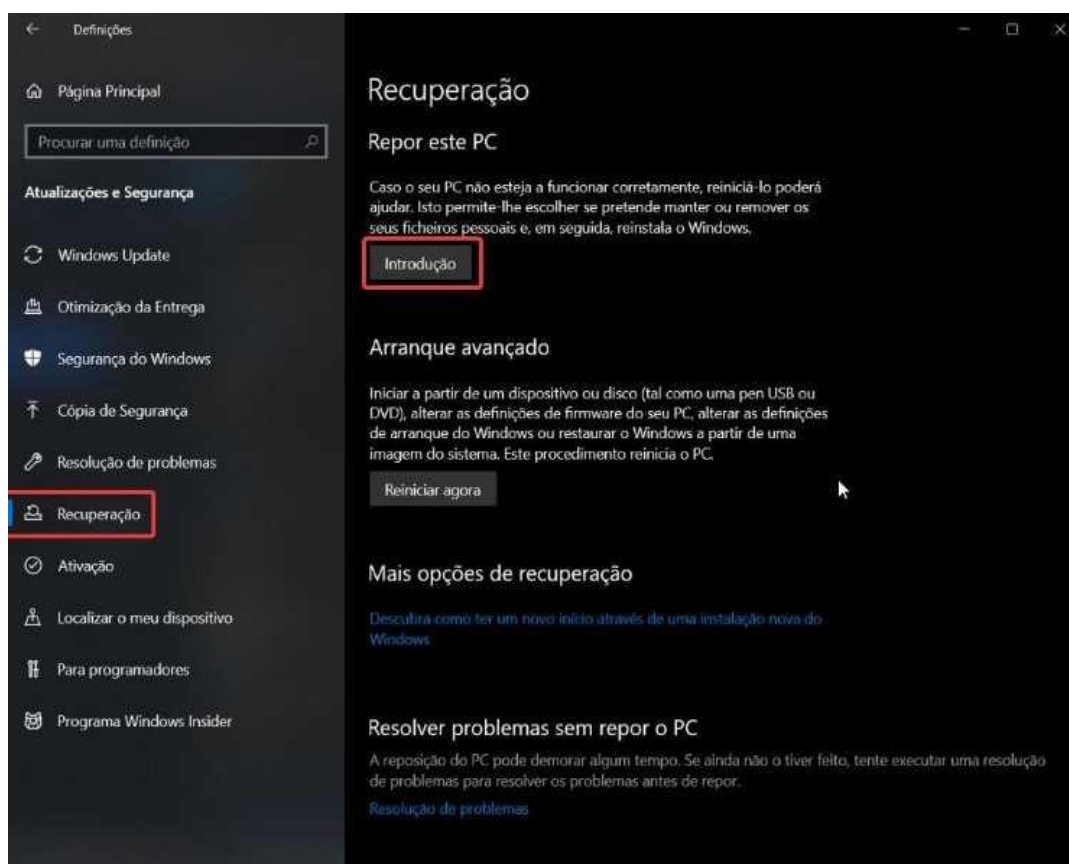 Definições
Página Principal
Procurar uma definição
Atualizações e Segurança
Windows Update
Otimização da Entrega
Segurança do Windows
Cópia de Segurança
Resolução de problemas
Recuperação
Ativação
Localizar o meu dispositivo
Para programadores
Programa Windows Insider
Recuperação
Repor este PC
Caso o seu PC não esteja a funcionar corretamente, reiniciá-lo poderá
ajudar. Isto permite-lhe escolher se pretende manter ou remover os
seus ficheiros pessoais e, em seguida, reinstala o Windows.
Introdução
Arranque avançado
Iniciar a partir de um dispositivo ou disco (tal como uma pen USB ou
DVD), alterar as definições de firmware do seu PC, alterar as definições
de arranque do Windows ou restaurar o Windows a partir de uma
imagem do sistema. Este procedimento reinicia o PC.
Reiniciar agora
Mais opções de recuperação
Descubra como ter um novo início através de uma instalação nova do
Windows
Resolver problemas sem repor o PC
A reposição do PC pode demorar algum tempo. Se ainda não o tiver feito, tente executar uma resolução
de problemas para resolver os problemas antes de repor.
Resolução de problemas